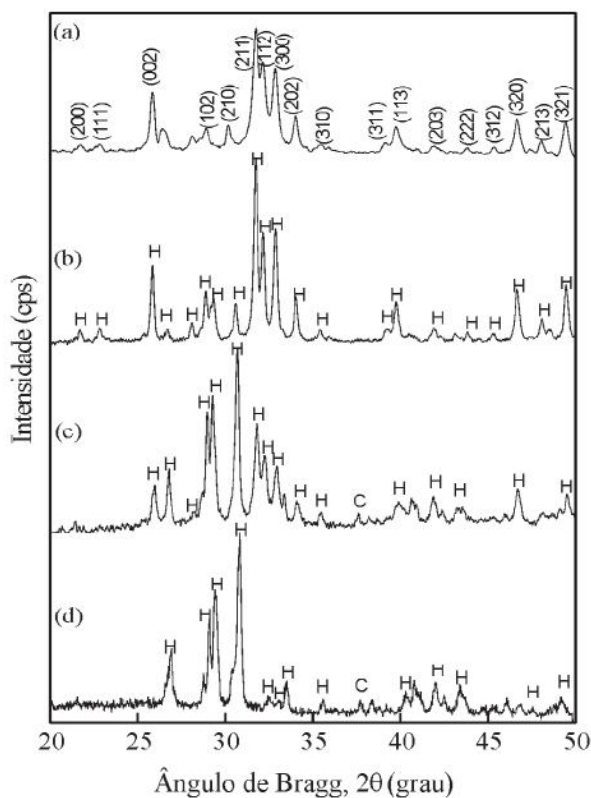 (a)
(200)
(111)
(002)
(102)
(210)
(211)
(112)
(300)
(202)
(310)
(311)
(113)
(203)
(222)
(312)
(320)
(213)
(321)
(b)
H H H H H H H H H H H H H H H H H H H H H
(c)
H H H H H H H H H H H C H H H H H
(d)
H H H H H H H H C H H H H H
20 25 30 35 40 45 50
Intensidade (cps)
Ângulo de Bragg, 2θ (grau)